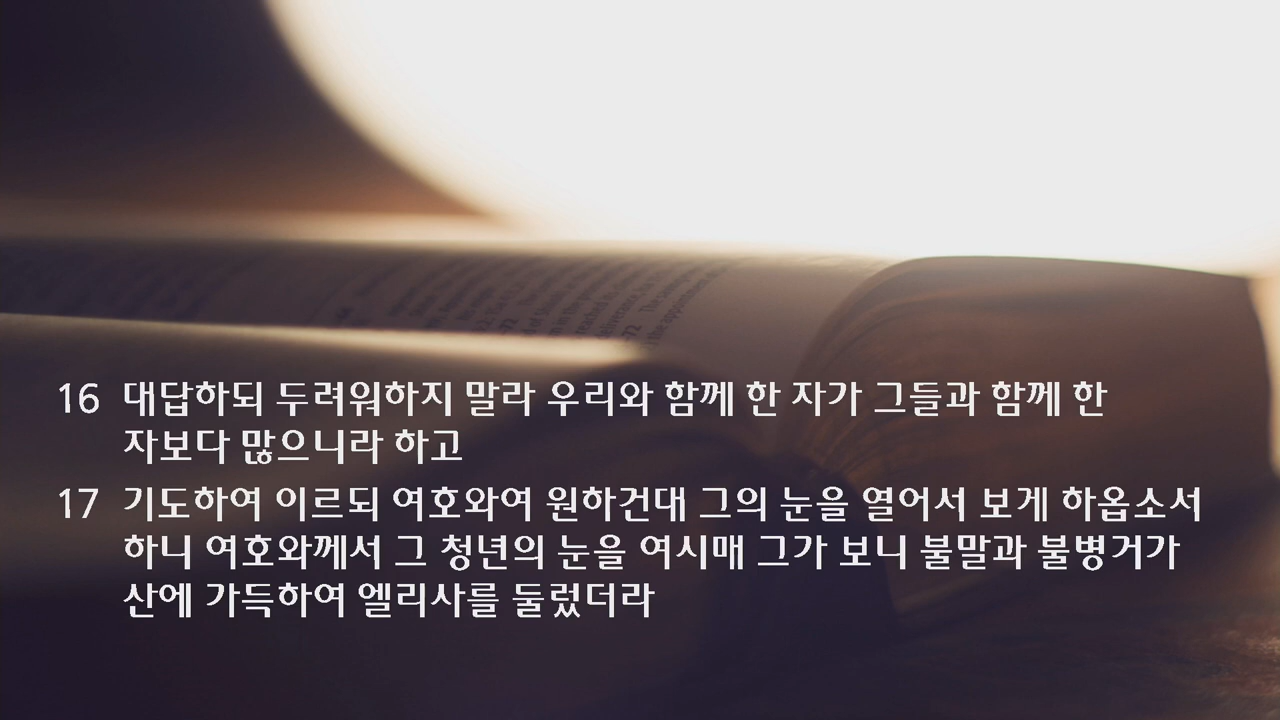 16 대답하되 두려워하지 말라 우리와 함께 한 자가 그들과 함께 한
자보다 많으니라 하고
17 기도하여 이르되 여호와여 원하건대 그의 눈을 열어서 보게 하옵소서
하니 여호와께서 그 청년의 눈을 여시매 그가 보니 불말과 불병거가
산에 가득하여 엘리사를 둘렀더라